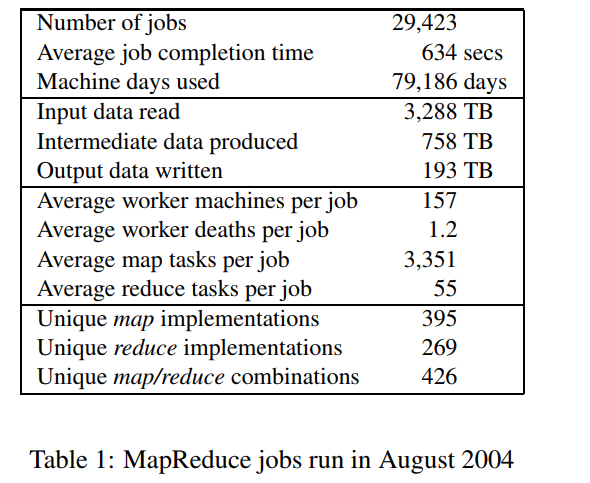 Number of jobs 29,423
Average job completion time 634 secs
Machine days used 79,186 days
Input data read 3,288 TB
Intermediate data produced 758 TB
Output data written 193 TB
Average worker machines per job 157
Average worker deaths per job 1.2
Average map tasks per job 3,351
Average reduce tasks per job 55
Unique map implementations 395
Unique reduce implementations 269
Unique map/reduce combinations 426
Table 1: MapReduce jobs run in August 2004